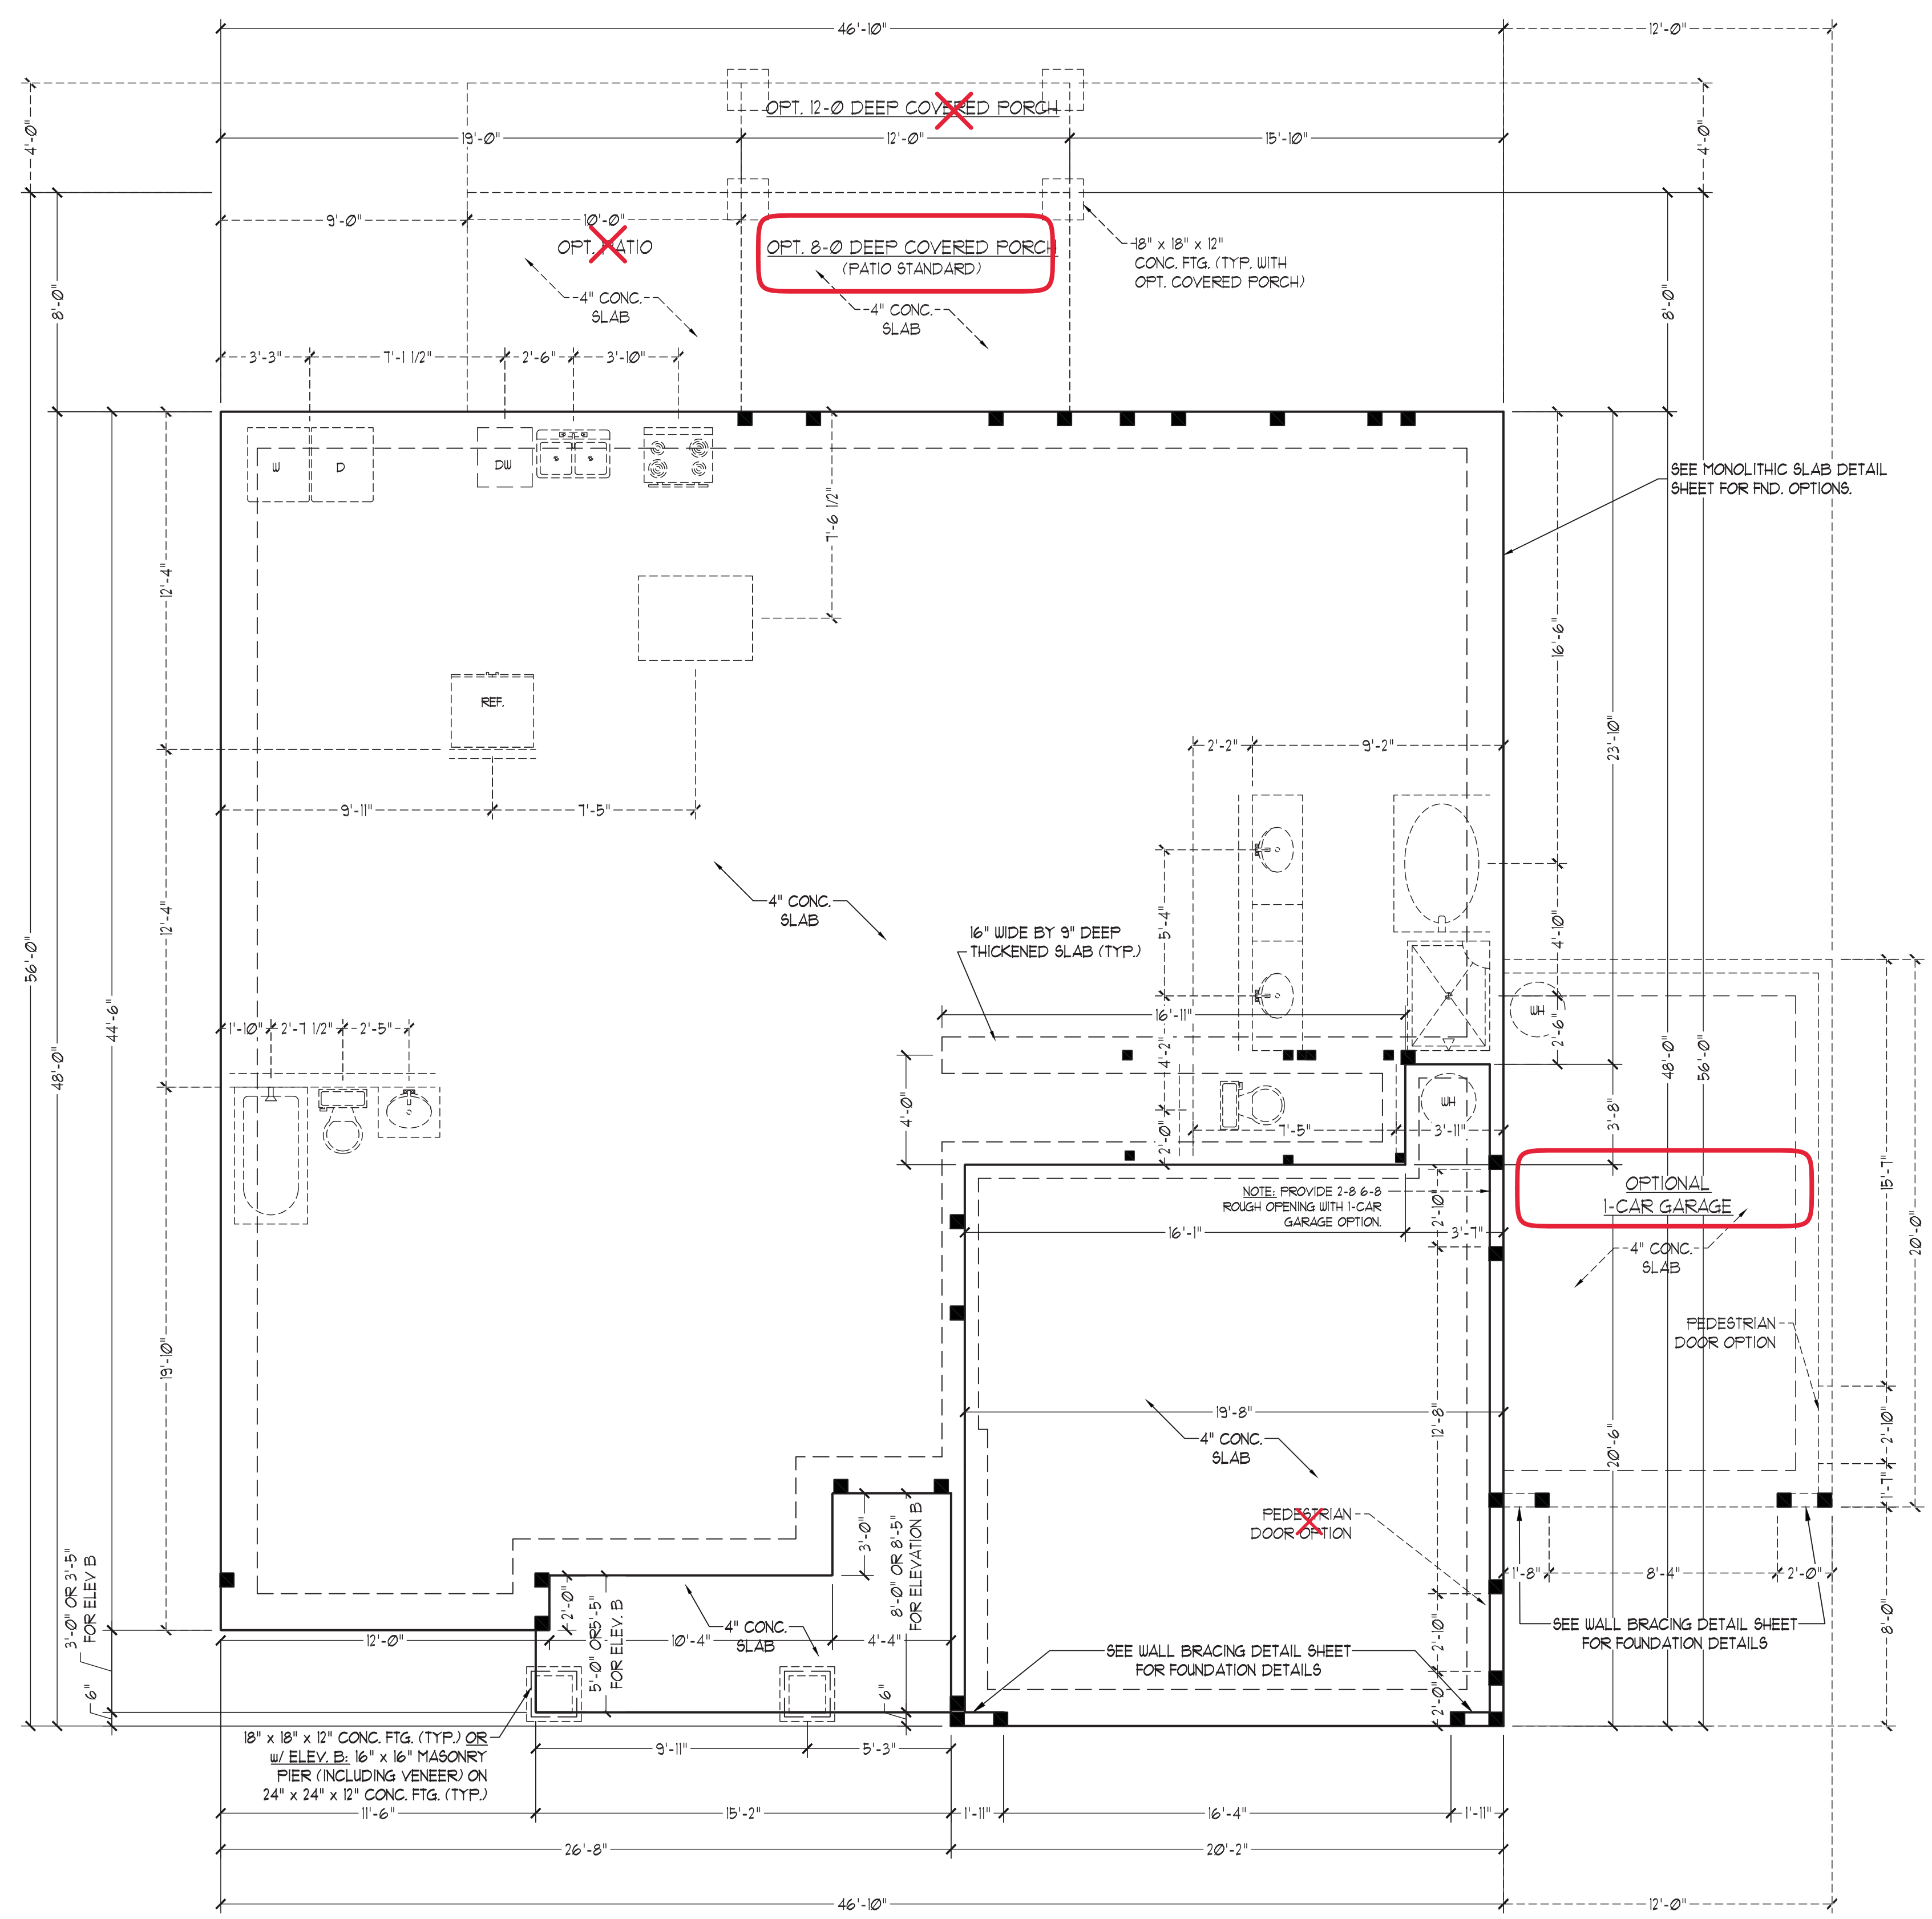 46'-10"
12'-0"
OPT. 12-0 DEEP COVERED PORCH
4'-0"
4'-0"
19'-0"
12'-0"
15'-10"
9'-0"
10'-0"
OPT. PATIO
OPT. 8-0 DEEP COVERED PORCH
(PATIO STANDARD)
18" x 18" x 12"
CONC. FTG. (TYP. WITH
OPT. COVERED PORCH)
8'-0"
8'-0"
4" CONC.
SLAB
4" CONC.
SLAB
3'-3"
7'-1 1/2"
2'-6"
3'-10"
W
D
DW
SEE MONOLITHIC SLAB DETAIL
SHEET FOR FND. OPTIONS.
7'-6 1/2"
12'-4"
16'-6"
REF.
23'-10"
2'-2"
9'-2"
9'-11"
7'-5"
4" CONC.
SLAB
16" WIDE BY 9" DEEP
THICKENED SLAB (TYP.)
5'-4"
4'-10"
12'-4"
56'-0"
44'-6"
48'-0"
1'-10"
2'-7 1/2"
2'-5"
16'-11"
WH
2'-6"
4'-2"
48'-0"
56'-0"
4'-0"
WH
3'-8"
2'-0"
7'-5"
3'-11"
15'-7"
20'-0"
OPTIONAL
1-CAR GARAGE
NOTE: PROVIDE 2-8 6-8
ROUGH OPENING WITH 1-CAR
GARAGE OPTION.
2'-10"
16'-1"
3'-7"
4" CONC.
SLAB
PEDESTRIAN
DOOR OPTION
19'-10"
19'-8"
12'-8"
4" CONC.
SLAB
20'-6"
2'-10"
1'-7"
PEDESTRIAN
DOOR OPTION
3'-0"
8'-0" OR 8'-5"
FOR ELEVATION B
3'-0" OR 3'-5"
FOR ELEV B
2'-0"
5'-0" OR5'-5"
FOR ELEV. B
4" CONC.
SLAB
12'-0"
10'-4"
4'-4"
1'-8"
8'-4"
2'-0"
8'-0"
SEE WALL BRACING DETAIL SHEET
FOR FOUNDATION DETAILS
SEE WALL BRACING DETAIL SHEET
FOR FOUNDATION DETAILS
2'-10"
2'-0"
6"
6"
18" x 18" x 12" CONC. FTG. (TYP.) OR
w/ ELEV. B: 16" x 16" MASONRY
PIER (INCLUDING VENEER) ON
24" x 24" x 12" CONC. FTG. (TYP.)
9'-11"
5'-3"
11'-6"
15'-2"
1'-11"
16'-4"
1'-11"
26'-8"
20'-2"
46'-10"
12'-0"